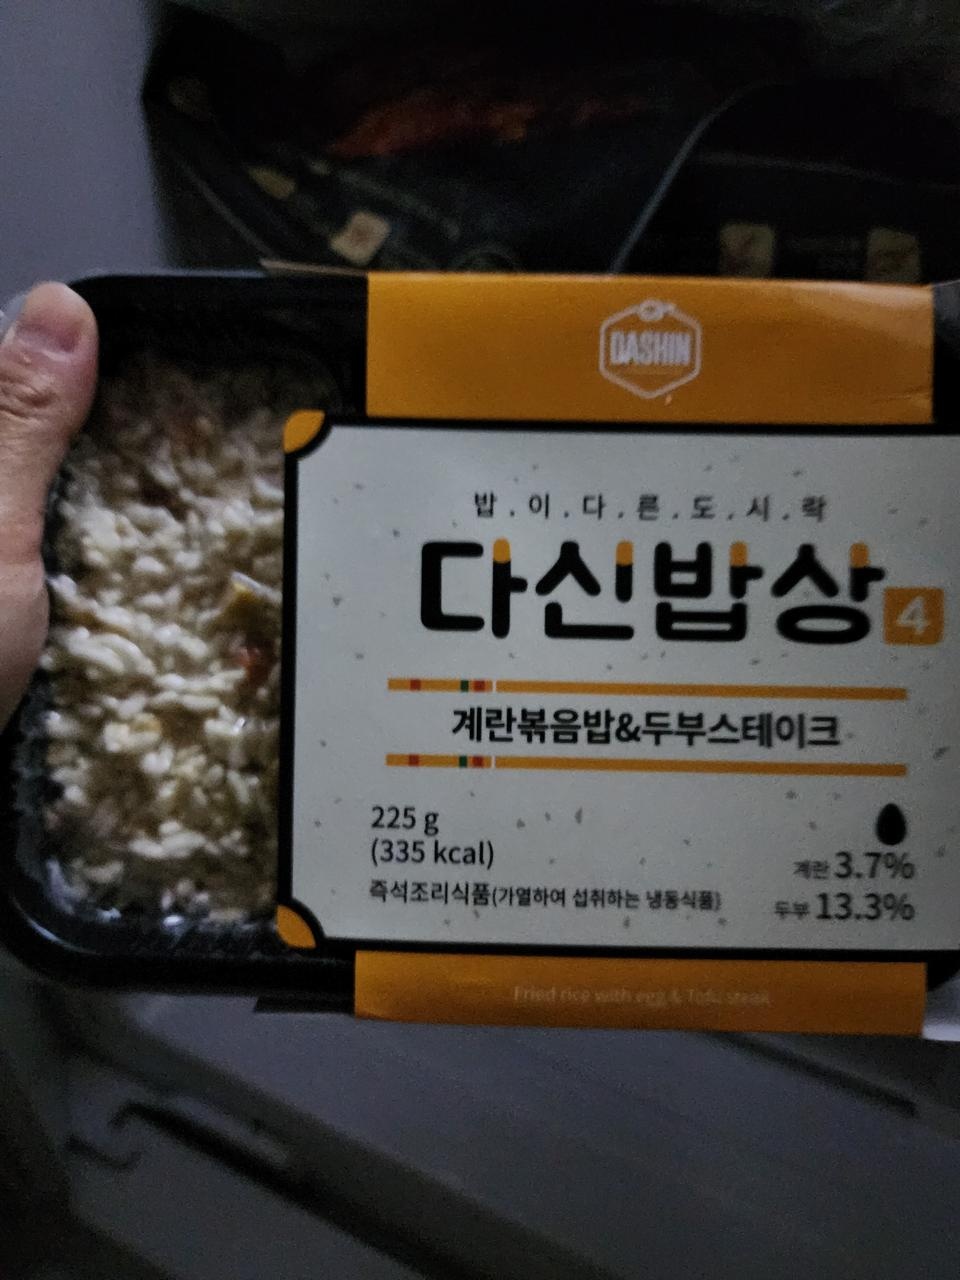 DASHIN
밥.이.다.른.도.시.락
다신밥상 4
계란볶음밥&두부스테이크
225 g
(335 kcal)
즉석조리식품(가열하여 섭취하는 냉동식품)
계란 3.7%
두부 13.3%
Fried rice with egg & Tofu steak